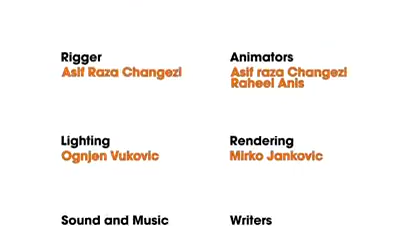 Rigger
Asif Raza Changezi
Animators
Asif raza Changezi
Raheel Anis
Lighting
Ognjen Vukovic
Rendering
Mirko Jankovic
Sound and Music
Writers